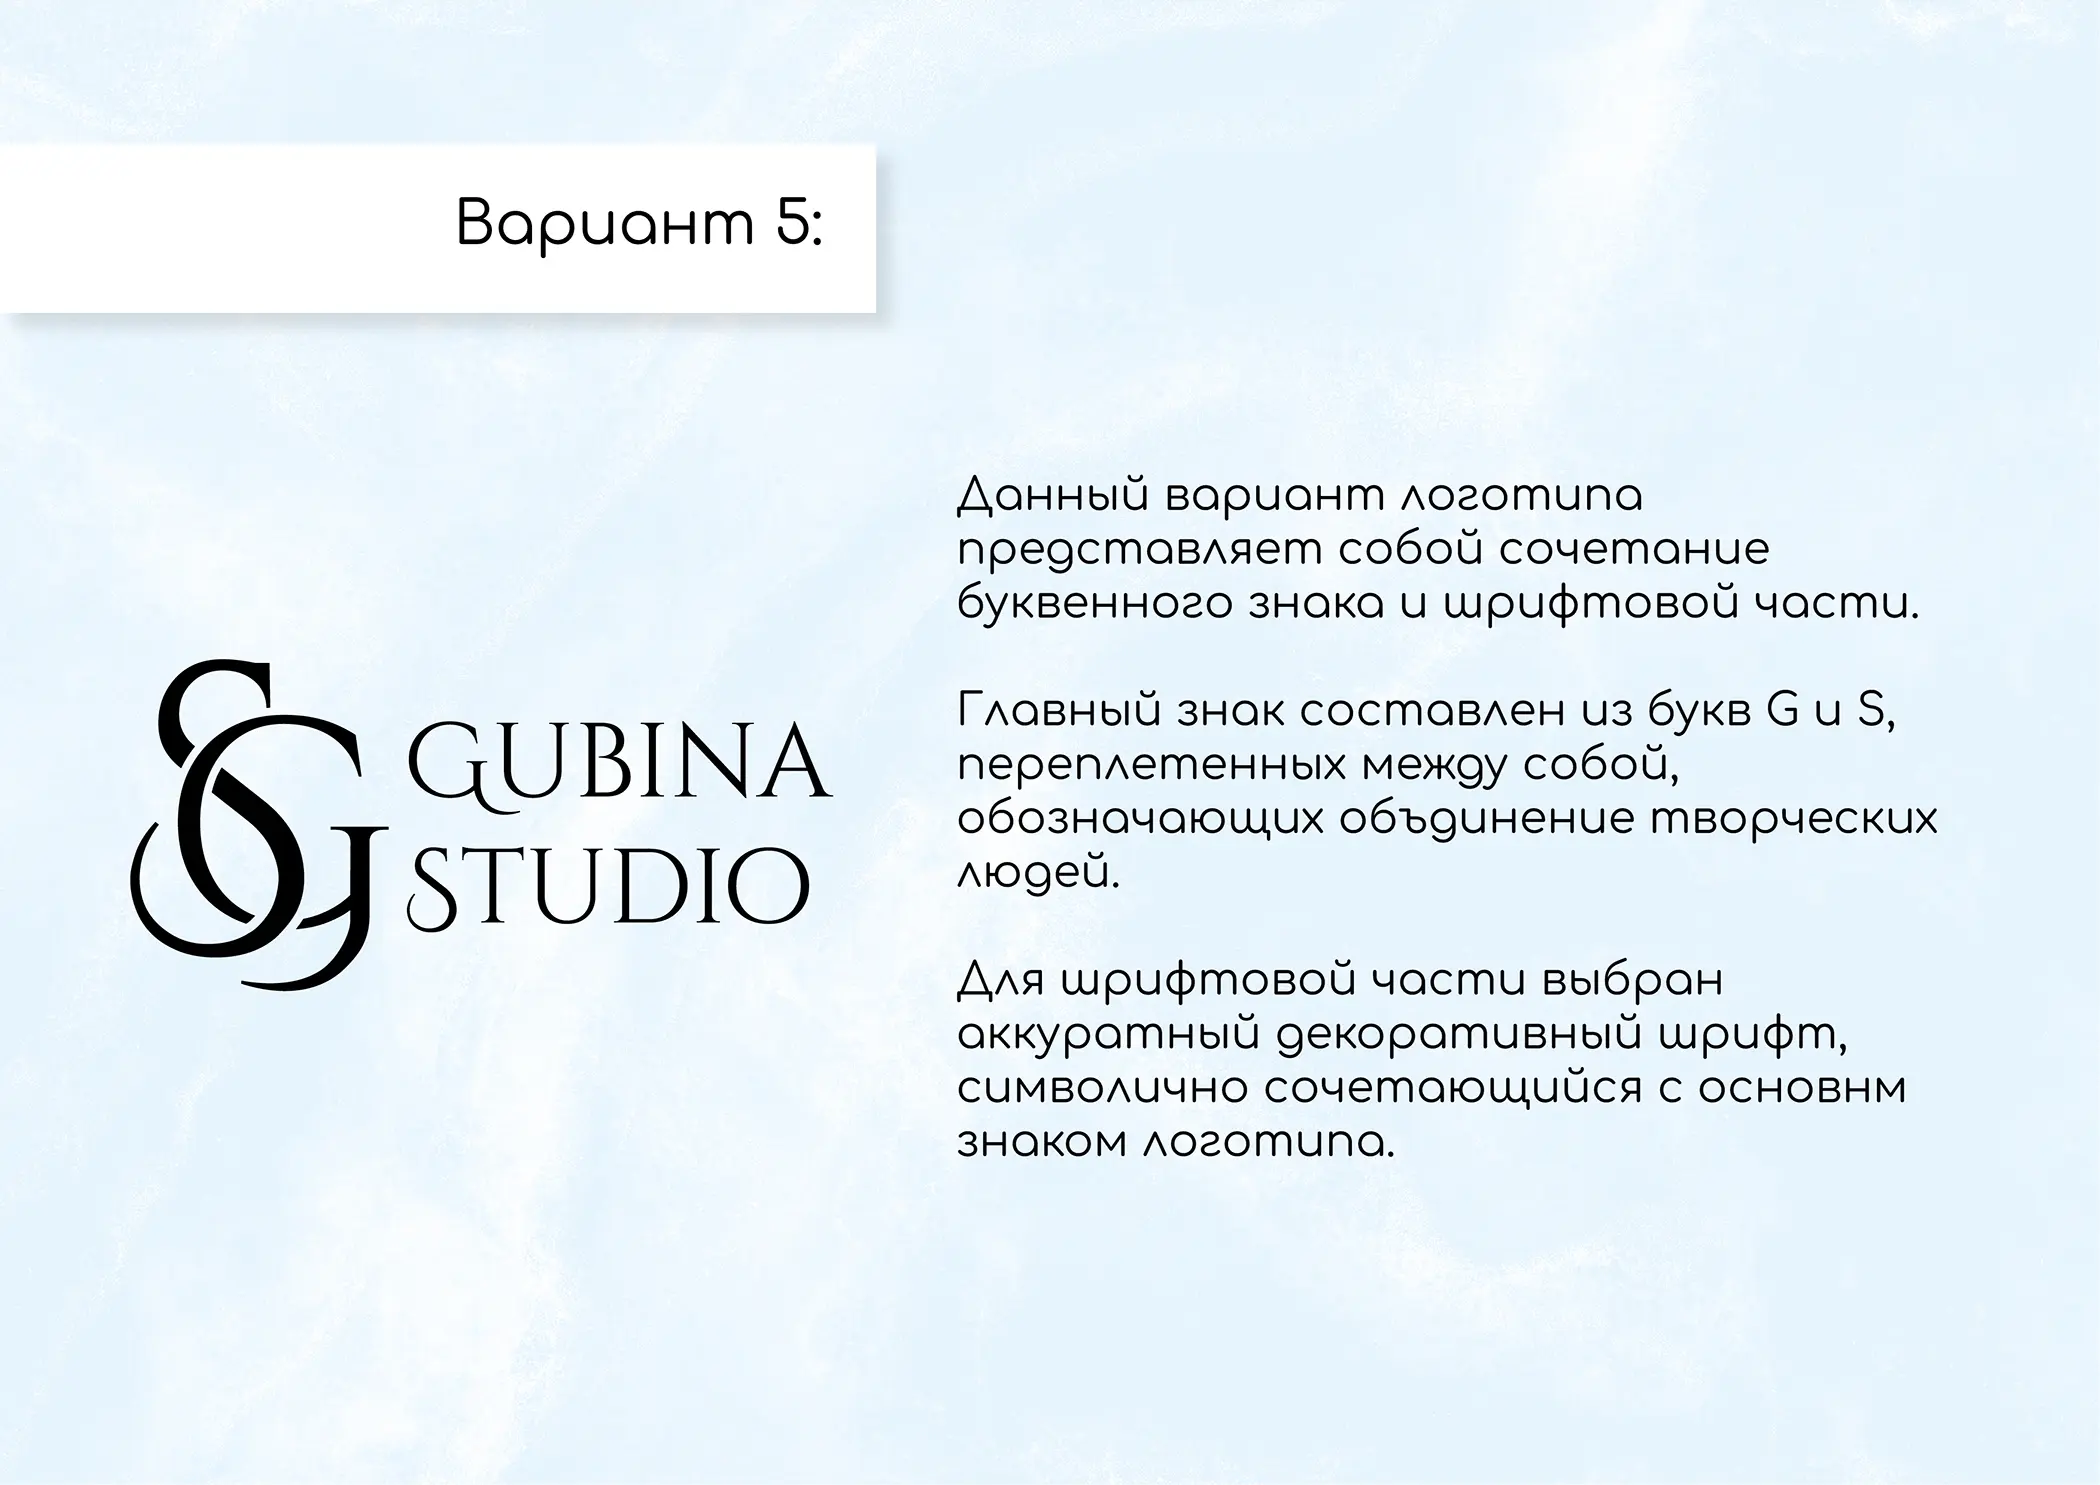 Вариант 5:
SG
GUBINA
STUDIO
Данный вариант логотипа
представляет собой сочетание
буквенного знака и шрифтовой части.
Главный знак составлен из букв G и S,
переплетенных между собой,
обозначающих объдинение творческих
людей.
Для шрифтовой части выбран
аккуратный декоративный шрифт,
символично сочетающийся с основнм
знаком логотипа.